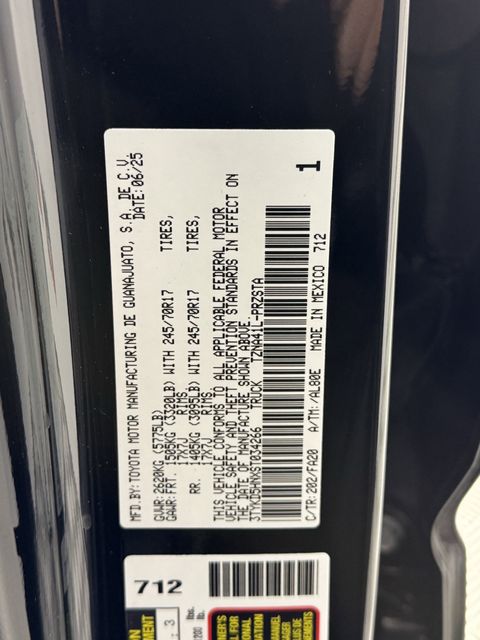 MFD.BY:TOYOTA MOTOR MANUFACTURING DE GUANAJUATO, S.A. DE C.V.
DATE:06/25
GVWR:2620KG (5775LB)
GAWR:FRT. 1505KG (3320LB) WITH 245/70R17 TIRES,
17X7J RIMS,
RR. 1405KG (3095LB) WITH 245/70R17 TIRES,
17X7J RIMS
THIS VEHICLE CONFORMS TO ALL APPLICABLE FEDERAL MOTOR
VEHICLE SAFETY AND THEFT PREVENTION STANDARDS IN EFFECT ON
THE DATE OF MANUFACTURE SHOWN ABOVE.
TRUCK TZNA41L-PRZSTA
1
C/TR:202/FA20 A/TM:/AL80E MADE IN MEXICO 712
712